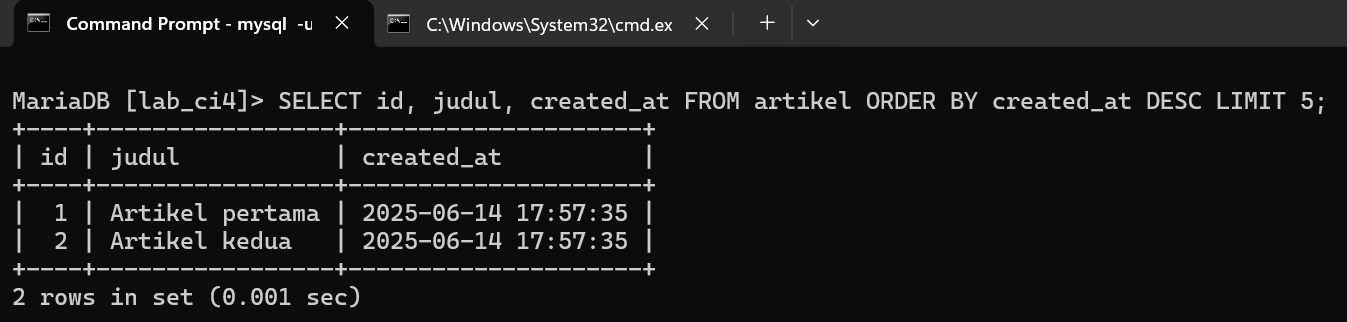 Command Prompt - mysql -u
C:\Windows\System32\cmd.ex
MariaDB [lab_ci4]> SELECT id, judul, created_at FROM artikel ORDER BY created_at DESC LIMIT 5;
+----+-----------------+---------------------+
| id | judul           | created_at          |
+----+-----------------+---------------------+
|  1 | Artikel pertama | 2025-06-14 17:57:35 |
|  2 | Artikel kedua   | 2025-06-14 17:57:35 |
+----+-----------------+---------------------+
2 rows in set (0.001 sec)